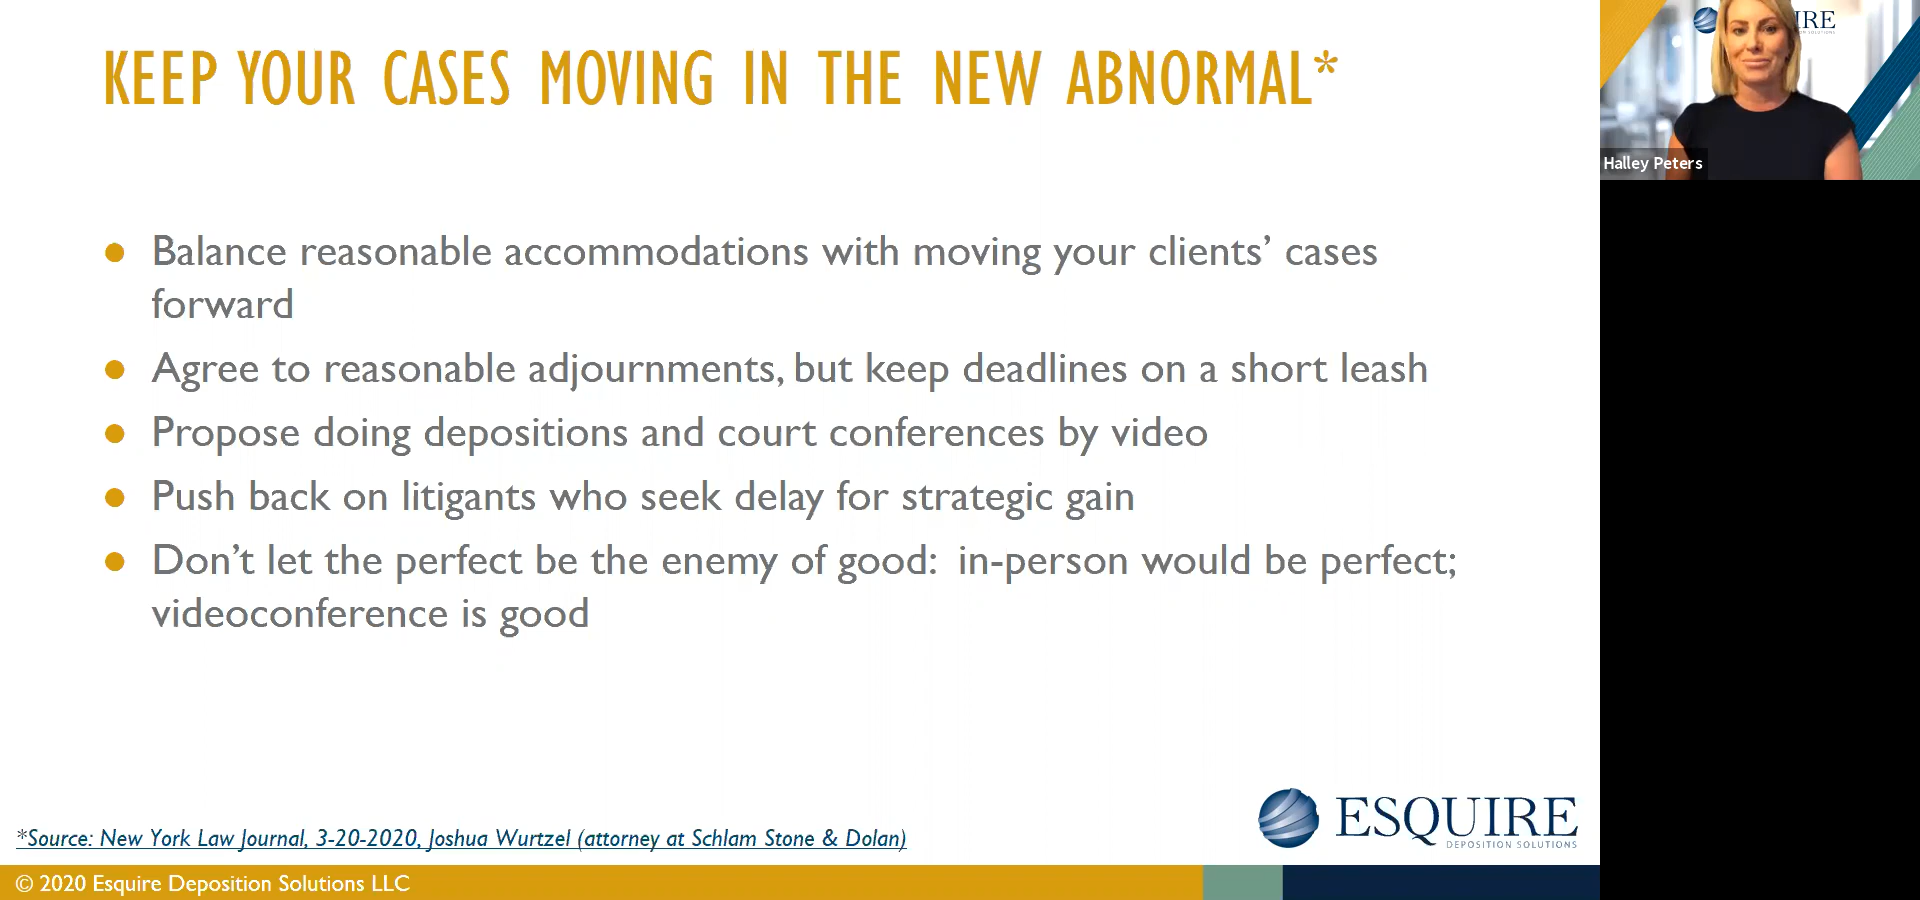 KEEP YOUR CASES MOVING IN THE NEW ABNORMAL*
● Balance reasonable accommodations with moving your clients’ cases
forward
● Agree to reasonable adjournments, but keep deadlines on a short leash
● Propose doing depositions and court conferences by video
● Push back on litigants who seek delay for strategic gain
● Don’t let the perfect be the enemy of good:  in-person would be perfect;
videoconference is good
*Source: New York Law Journal, 3-20-2020, Joshua Wurtzel (attorney at Schlam Stone & Dolan)
ESQUIRE
DEPOSITION SOLUTIONS
© 2020 Esquire Deposition Solutions LLC
IRE
Halley Peters